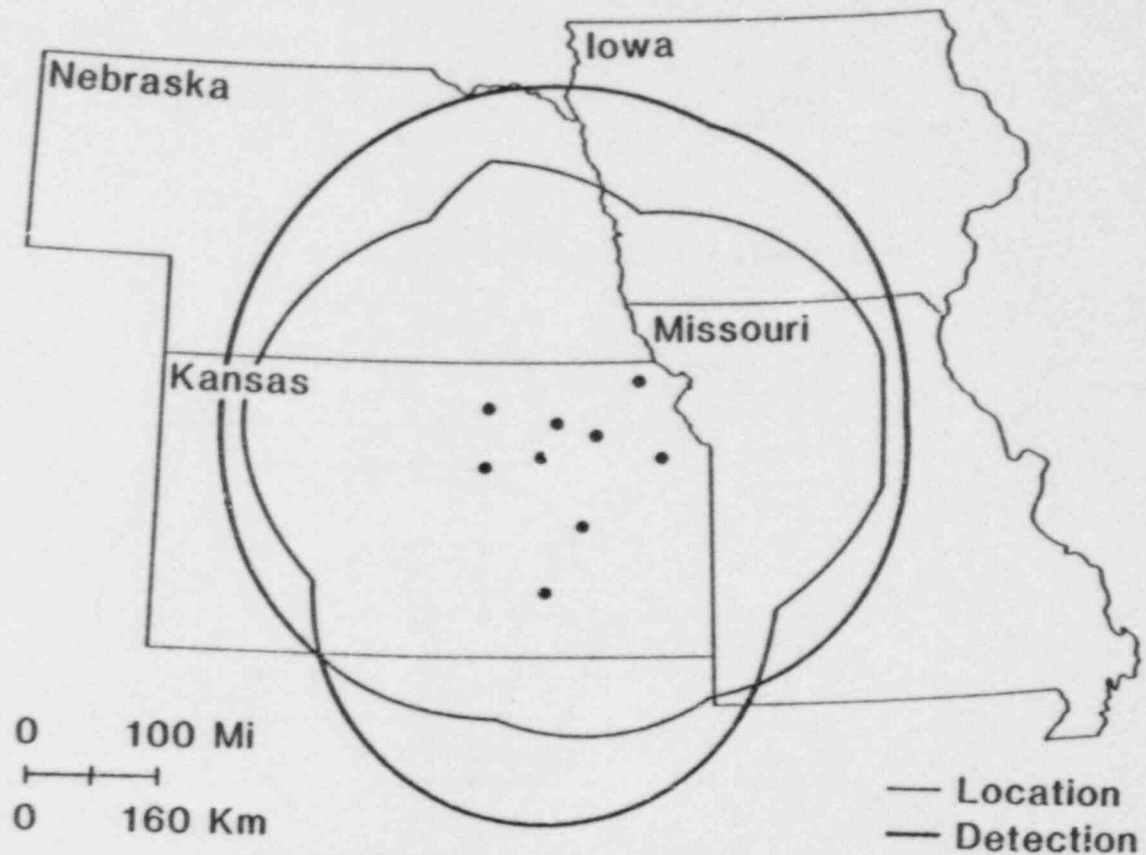 Iowa
Nebraska
Missouri
Kansas
0 100 Mi
0 160 Km
Location
Detection